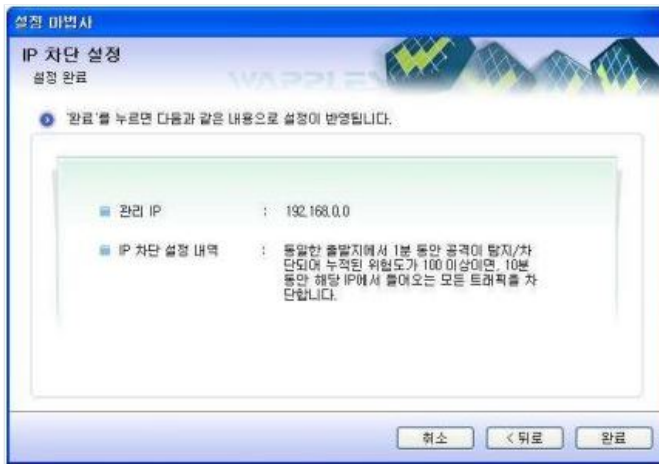 설정 마법사
IP 차단 설정
설정 완료
WAPPLES
'완료'를 누르면 다음과 같은 내용으로 설정이 반영됩니다.
관리 IP : 192,168,0,0
IP 차단 설정 내역 : 동일한 출발지에서 1분 동안 공격이 탐지/차
단되어 누적된 위험도가 100 이상이면, 10분
동안 해당 IP에서 들어오는 모든 트래픽을 차
단합니다.
취소 < 뒤로 완료